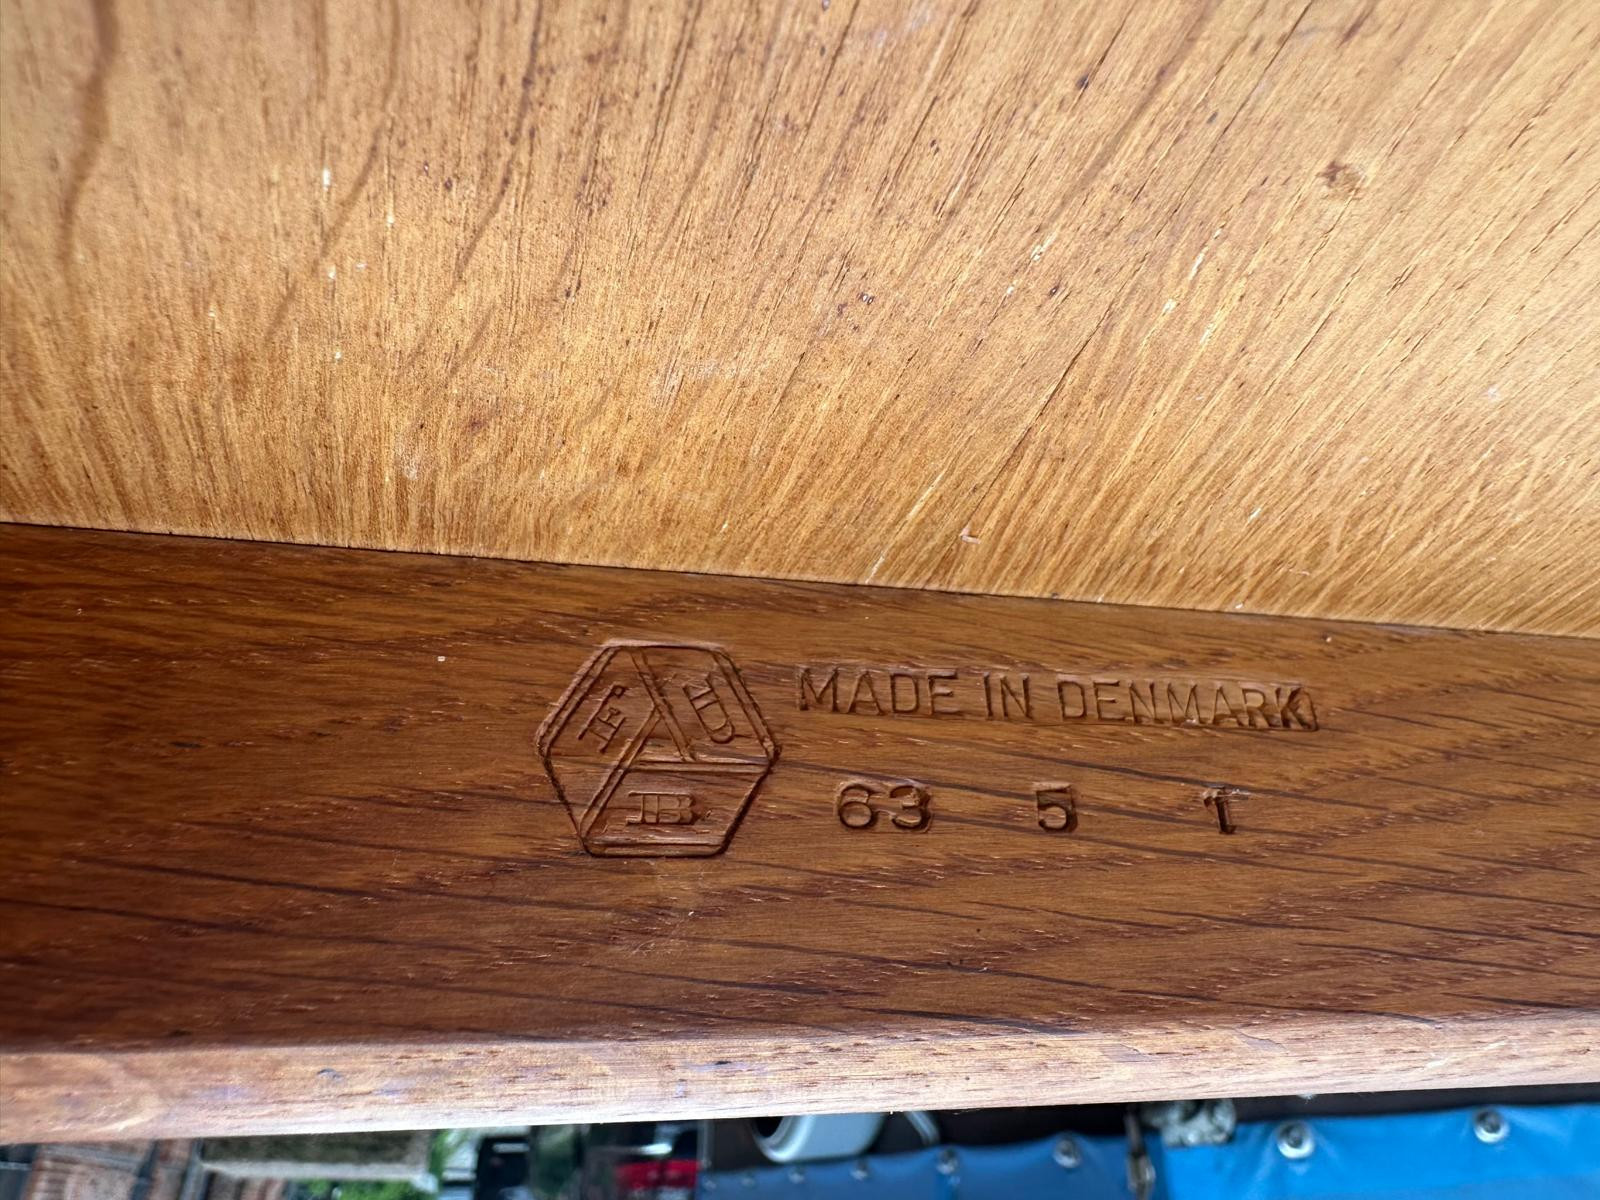 MADE IN DENMARK
F B
63 5 1